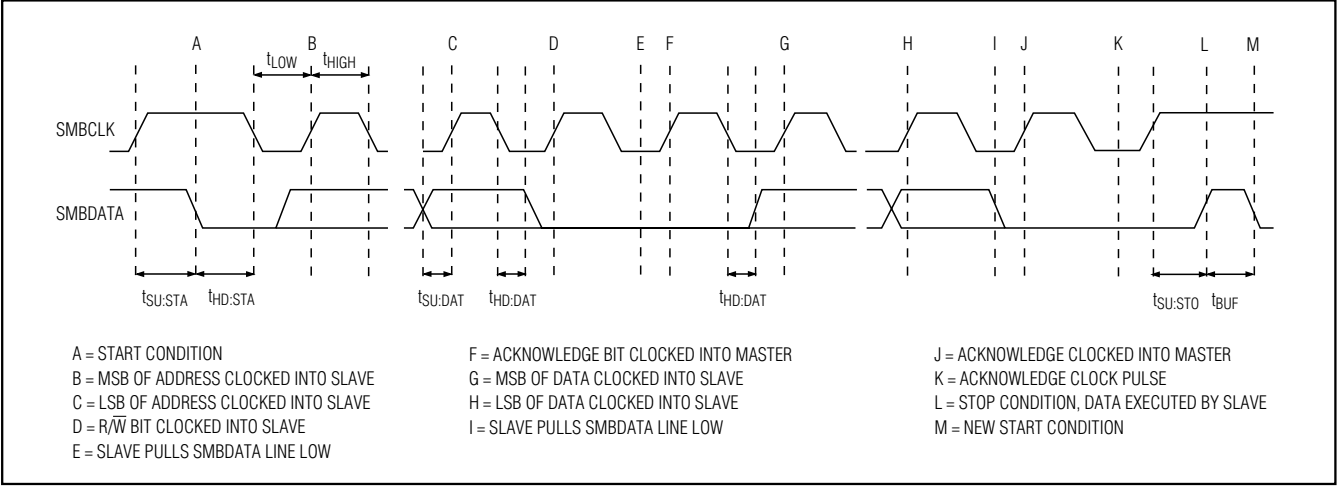 A B C D E F G H I J K L M
tLOW tHIGH
SMBCLK
SMBDATA
tSU:STA tHD:STA tSU:DAT tHD:DAT tHD:DAT tSU:STO tBUF
A = START CONDITION
B = MSB OF ADDRESS CLOCKED INTO SLAVE
C = LSB OF ADDRESS CLOCKED INTO SLAVE
D = R/W̅ BIT CLOCKED INTO SLAVE
E = SLAVE PULLS SMBDATA LINE LOW
F = ACKNOWLEDGE BIT CLOCKED INTO MASTER
G = MSB OF DATA CLOCKED INTO SLAVE
H = LSB OF DATA CLOCKED INTO SLAVE
I = SLAVE PULLS SMBDATA LINE LOW
J = ACKNOWLEDGE CLOCKED INTO MASTER
K = ACKNOWLEDGE CLOCK PULSE
L = STOP CONDITION, DATA EXECUTED BY SLAVE
M = NEW START CONDITION